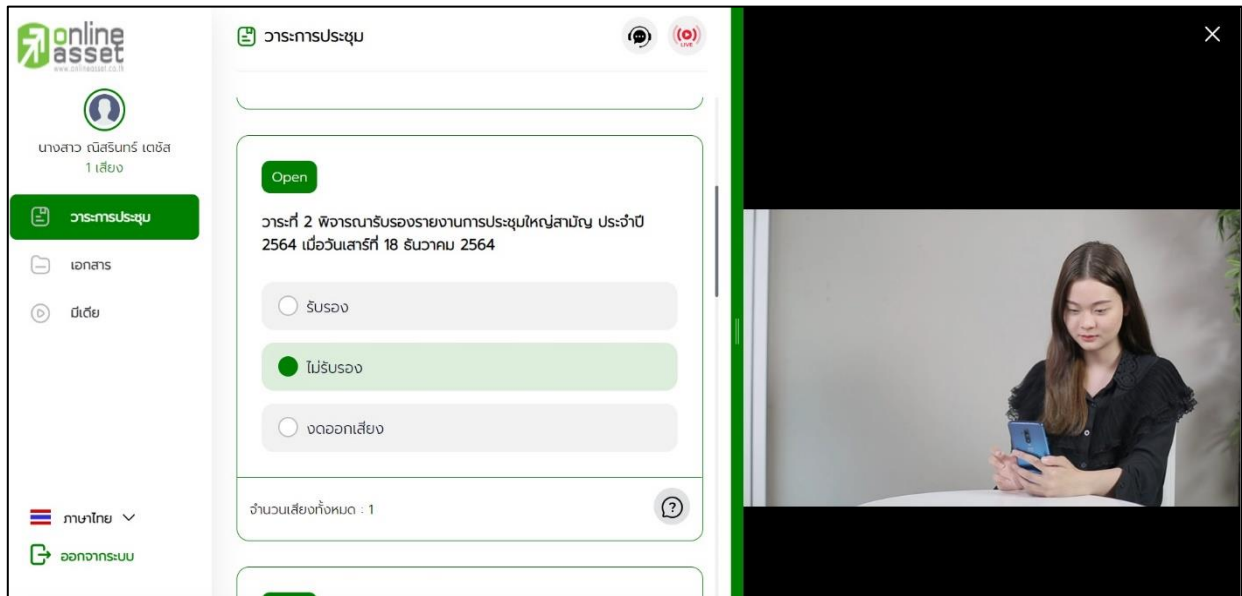 online
asset
www.onlineasset.co.th
นางสาว ณิสรินทร์ เตชัส
1 เสียง
วาระการประชุม
เอกสาร
มีเดีย
ภาษาไทย
ออกจากระบบ
วาระการประชุม
LIVE
Open
วาระที่ 2 พิจารณารับรองรายงานการประชุมใหญ่สามัญ ประจำปี
2564 เมื่อวันเสาร์ที่ 18 ธันวาคม 2564
รับรอง
ไม่รับรอง
งดออกเสียง
จำนวนเสียงทั้งหมด : 1